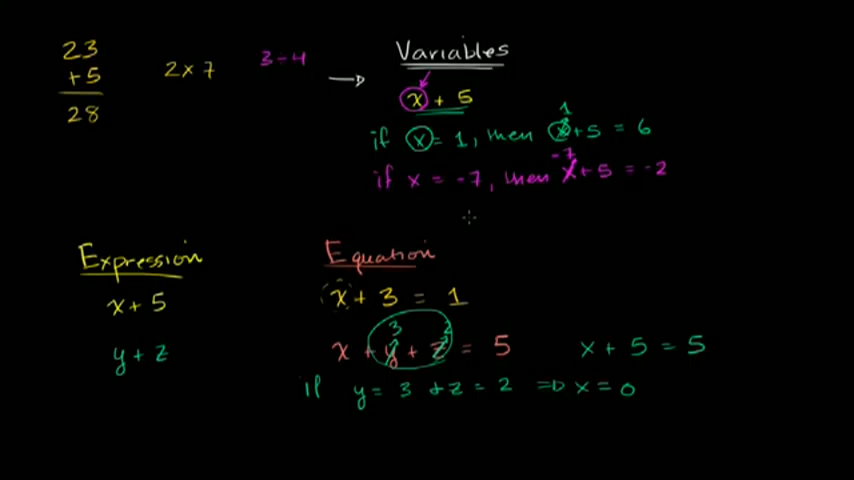 23
+5
28
2 x 7
3 - 4
Variables
x + 5
if x = 1, then x + 5 = 6
1
if x = -7, then x + 5 = -2
-7
Expression
x + 5
y + z
Equation
x + 3 = 1
x + y + z = 5
3 2
x + 5 = 5
if y = 3 + z = 2 => x = 0